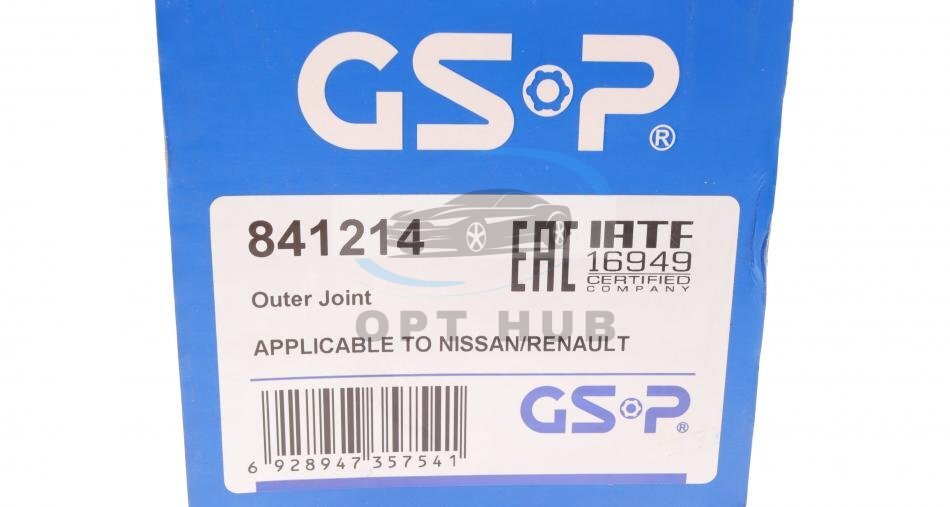 GSP®
841214
EAC
IATF
16949
CERTIFIED
COMPANY
Outer Joint
OPT HUB
APPLICABLE TO NISSAN/RENAULT
GSP®
6 928947 357541